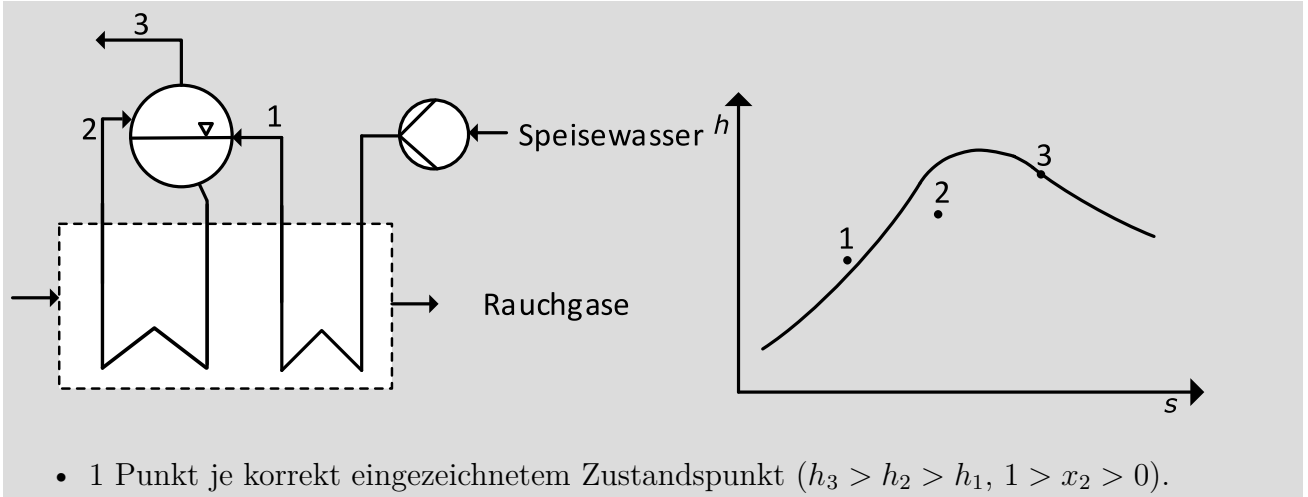 3
2
1
Speisewasser
Rauchgase
h
1
2
3
s
• 1 Punkt je korrekt eingezeichnetem Zustandspunkt (h₃ > h₂ > h₁, 1 > x₂ > 0).